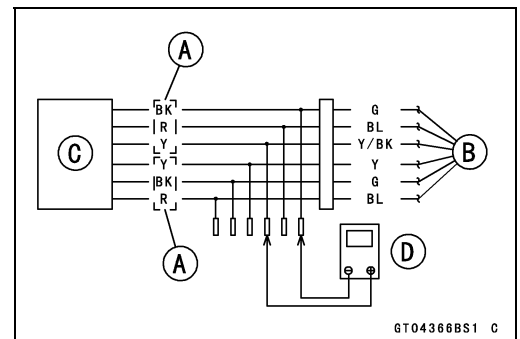 A
BK G
R BL
Y Y/BK
C B
Y Y
BK G
R BL
A D
GT04366BS1 C